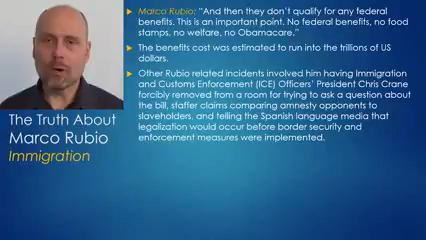 Marco Rubio: "And then they don't qualify for any federal
benefits. This is an important point. No federal benefits, no food
stamps, no welfare, no Obamacare."
The benefits cost was estimated to run into the trillions of US
dollars.
Other Rubio related incidents involved him having Immigration
and Customs Enforcement (ICE) Officers' President Chris Crane
forcibly removed from a room for trying to ask a question about
the bill, staffer claims comparing amnesty opponents to
slaveholders, and telling the Spanish language media that
legalization would occur before border security and
enforcement measures were implemented.
The Truth About
Marco Rubio
Immigration